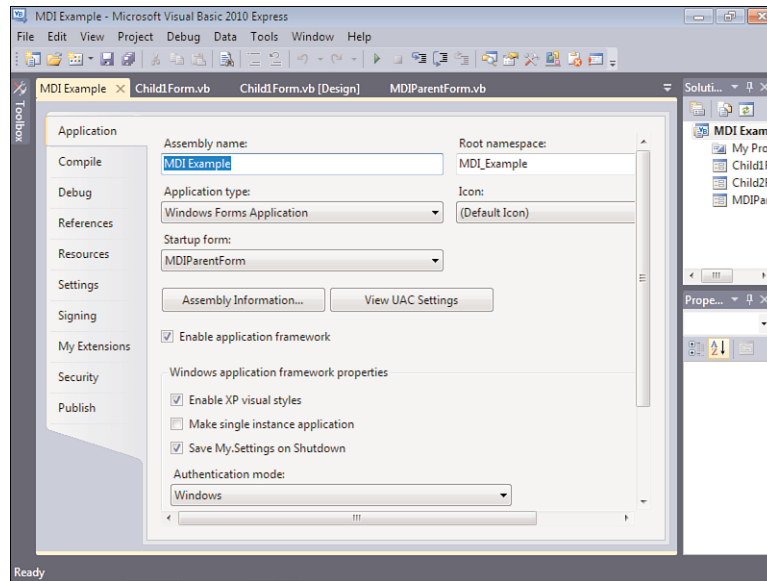 MDI Example - Microsoft Visual Basic 2010 Express
File Edit View Project Debug Data Tools Window Help
MDI Example Child1Form.vb Child1Form.vb [Design] MDIParentForm.vb
Soluti...
Toolbox
Application
Compile
Debug
References
Resources
Settings
Signing
My Extensions
Security
Publish
Assembly name: Root namespace:
MDI Example MDI_Example
Application type: Icon:
Windows Forms Application (Default Icon)
Startup form:
MDIParentForm
Assembly Information... View UAC Settings
Enable application framework
Windows application framework properties
Enable XP visual styles
Make single instance application
Save My.Settings on Shutdown
Authentication mode:
Windows
MDI Exam
My Pro
Child1F
Child2F
MDIPa
Prope...
Ready